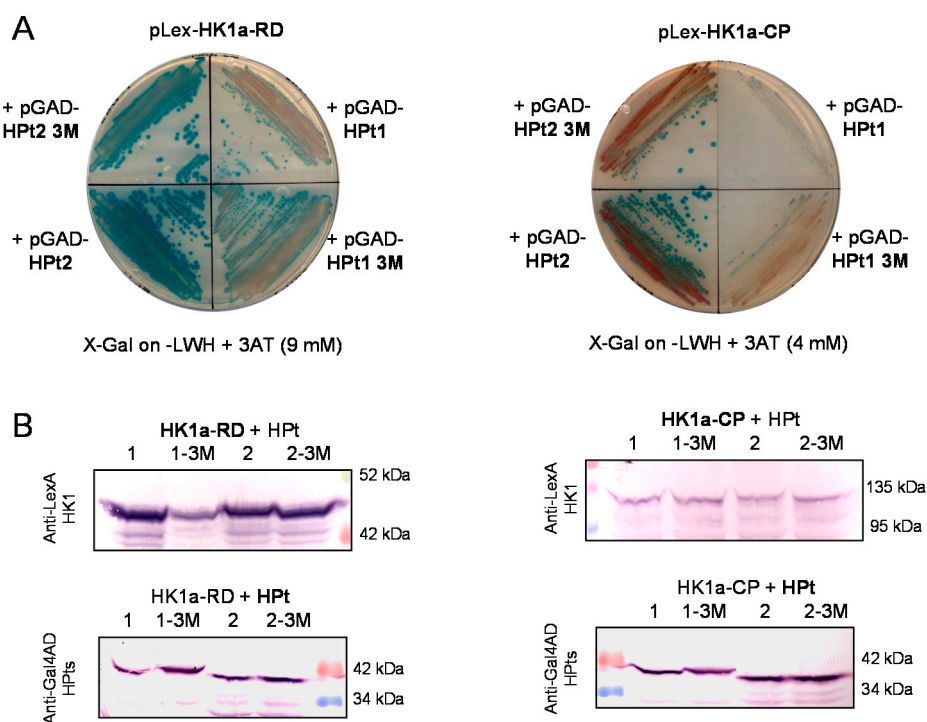 A
pLex-HK1a-RD
+ pGAD-
HPt2 3M
+ pGAD-
HPt1
+ pGAD-
HPt2
+ pGAD-
HPt1 3M
X-Gal on -LWH + 3AT (9 mM)
pLex-HK1a-CP
+ pGAD-
HPt2 3M
+ pGAD-
HPt1
+ pGAD-
HPt2
+ pGAD-
HPt1 3M
X-Gal on -LWH + 3AT (4 mM)
B
HK1a-RD + HPt
1 1-3M 2 2-3M
Anti-LexA
HK1
52 kDa
42 kDa
HK1a-CP + HPt
1 1-3M 2 2-3M
Anti-LexA
HK1
135 kDa
95 kDa
HK1a-RD + HPt
1 1-3M 2 2-3M
Anti-Gal4AD
HPts
42 kDa
34 kDa
HK1a-CP + HPt
1 1-3M 2 2-3M
Anti-Gal4AD
HPts
42 kDa
34 kDa